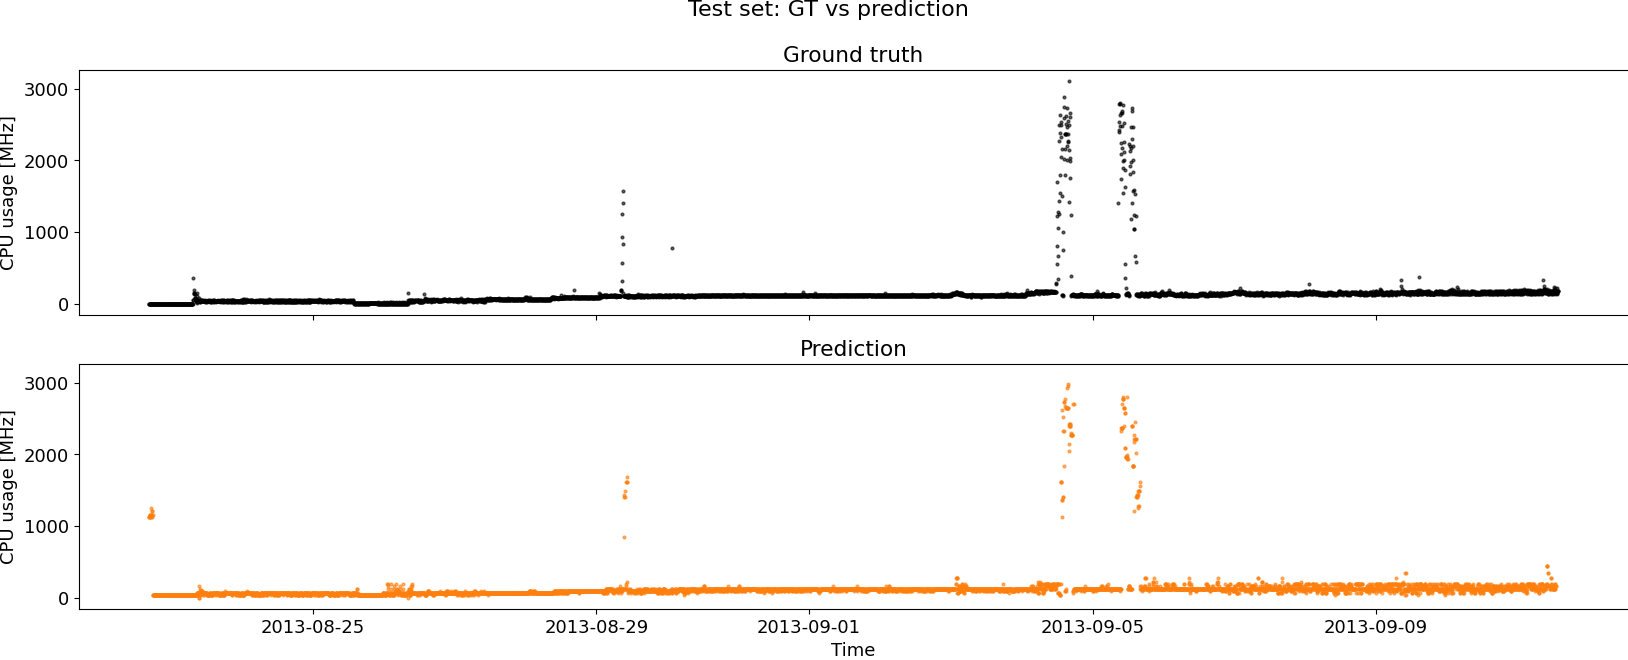 Test set: GT vs prediction
Ground truth
CPU usage [MHz]
3000
2000
1000
0
Prediction
CPU usage [MHz]
3000
2000
1000
0
2013-08-25 2013-08-29 2013-09-01 2013-09-05 2013-09-09
Time